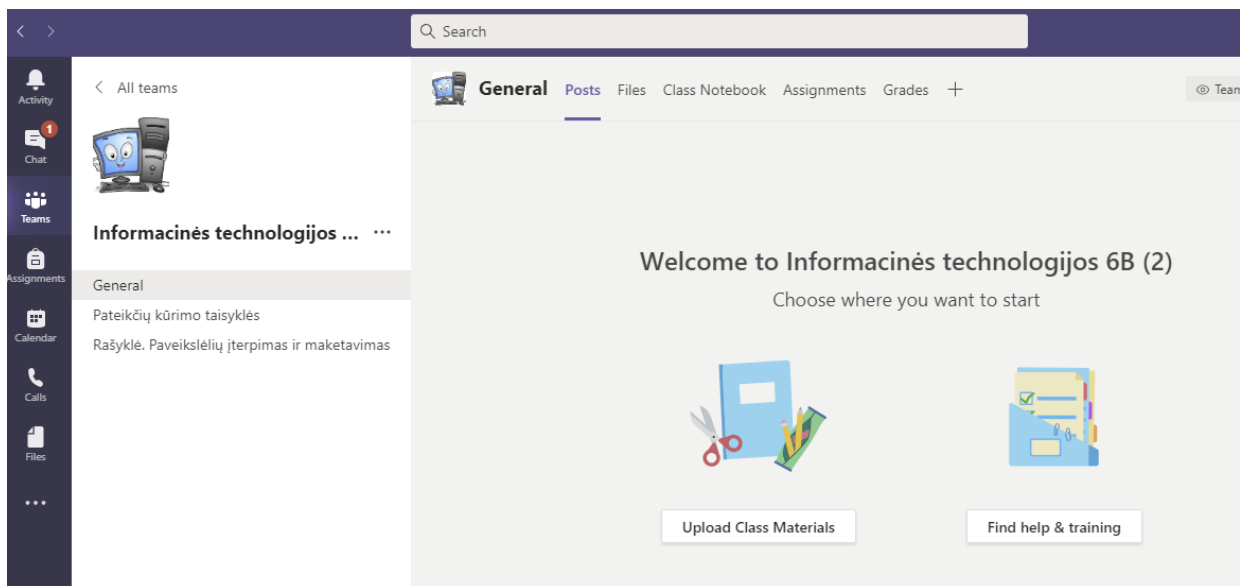 Search
Activity
Chat
1
Teams
Assignments
Calendar
Calls
Files
All teams
Informacinės technologijos ...
General
Pateikčių kūrimo taisyklės
Rašyklė. Paveikslėlių įterpimas ir maketavimas
General Posts Files Class Notebook Assignments Grades
Team
Welcome to Informacinės technologijos 6B (2)
Choose where you want to start
Upload Class Materials
Find help & training